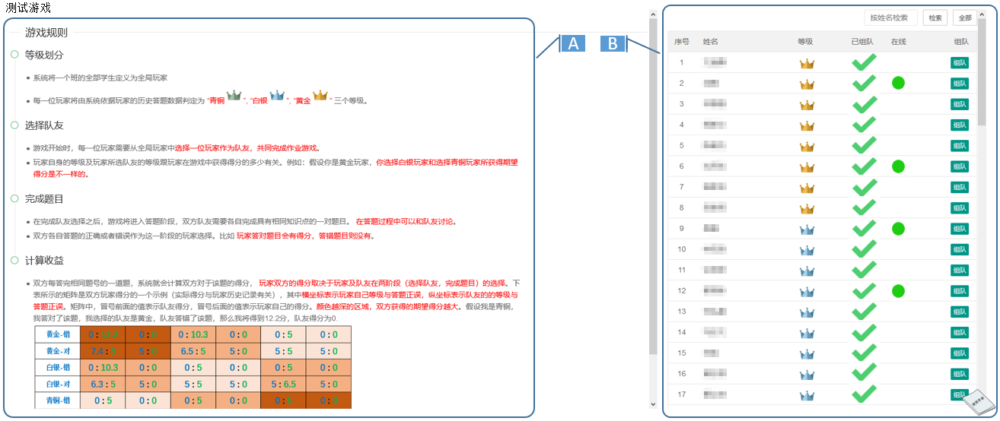 测试游戏
游戏规则
等级划分
系统将一个班的全部学生定义为全局玩家
每一位玩家将由系统依据玩家的历史答题数据判定为 "青铜 ", "白银 ", "黄金 " 三个等级。
选择队友
游戏开始时，每一位玩家需要从全局玩家中选择一位玩家作为队友，共同完成作业游戏。
玩家自身的等级及玩家所选队友的等级跟玩家在游戏中获得得分的多少有关。例如：假设你是黄金玩家，你选择白银玩家和选择青铜玩家所获得期望
得分是不一样的。
完成题目
在完成队友选择之后，游戏将进入答题阶段，双方队友需要各自完成具有相同知识点的一对题目。 在答题过程中可以和队友讨论。
双方各自答题的正确或者错误作为这一阶段的玩家选择。比如 玩家答对题目会有得分，答错题目则没有。
计算收益
双方每答完相同题号的一道题，系统就会计算双方对于该题的得分， 玩家双方的得分取决于玩家及队友在两阶段（选择队友，完成题目）的选择。下
表所示的矩阵是双方玩家得分的一个示例（实际得分与玩家历史记录有关），其中横坐标表示玩家自己等级与答题正误，纵坐标表示队友的的等级与
答题正误。矩阵中，冒号前面的值表示队友得分，冒号后面的值表示玩家自己的得分。颜色越深的区域，双方获得的期望得分越大。假设我是青铜，
我答对了该题，我选择的队友是黄金，队友答错了该题，那么我将得到12.2分，队友得分为0.
黄金-错 0:12.2 0:0 0:10.3 0:0 0:5 0:0
黄金-对 7.4:5 5:0 6.5:5 5:0 5:5 5:0
白银-错 0:10.3 0:0 0:5 0:0 0:5 0:0
白银-对 6.3:5 5:0 5:5 5:0 5:6.5 5:0
青铜-错 0:5 0:0 0:5 0:0 0:5 0:0
A
B
按姓名检索 检索 全部
序号 姓名 等级 已组队 在线 组队
1 组队
2 组队
3 组队
4 组队
5 组队
6 组队
7 组队
8 组队
9 组队
10 组队
11 组队
12 组队
13 组队
14 组队
15 组队
16 组队
17 组队
使用手册